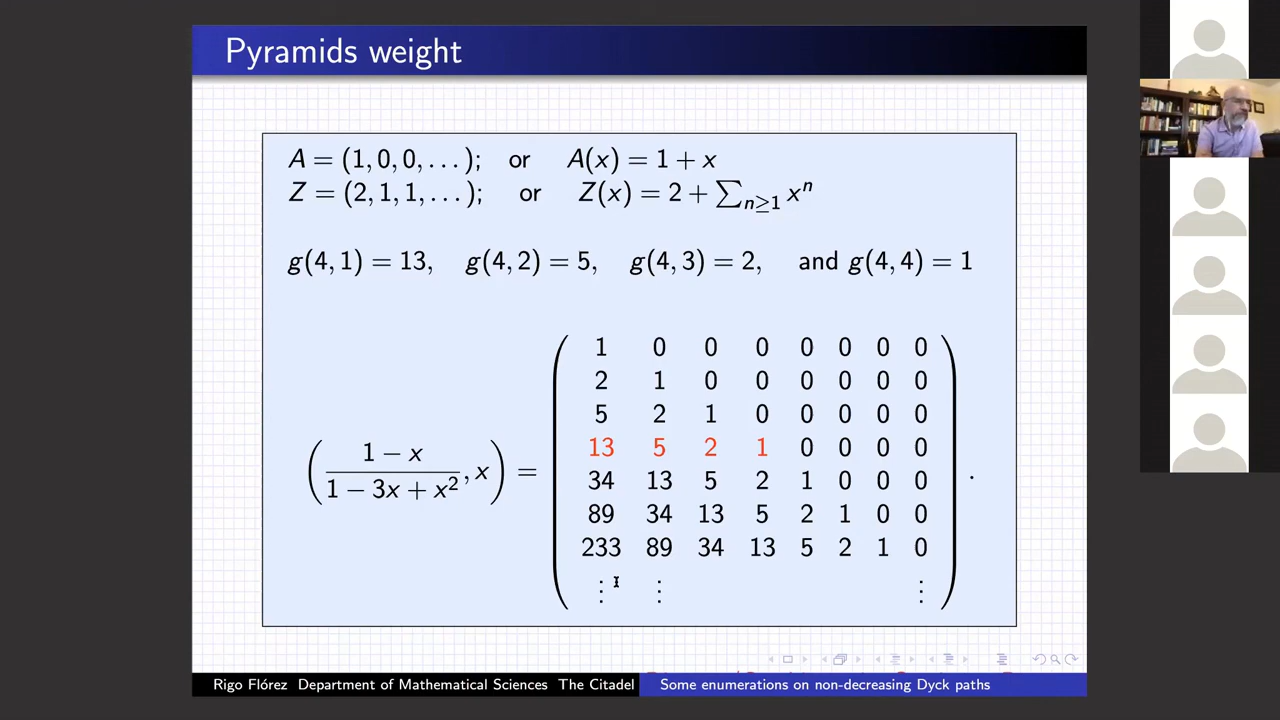 Pyramids weight
A = (1, 0, 0, . . . ); or A(x) = 1 + x
Z = (2, 1, 1, . . . ); or Z(x) = 2 + ∑_{n≥1} x^n
g(4, 1) = 13, g(4, 2) = 5, g(4, 3) = 2, and g(4, 4) = 1
( (1 − x)/(1 − 3x + x²), x ) =
1 0 0 0 0 0 0 0
2 1 0 0 0 0 0 0
5 2 1 0 0 0 0 0
13 5 2 1 0 0 0 0
34 13 5 2 1 0 0 0
89 34 13 5 2 1 0 0
233 89 34 13 5 2 1 0
⋮ ⋮ ⋮
.
Rigo Flórez Department of Mathematical Sciences The Citadel
Some enumerations on non-decreasing Dyck paths